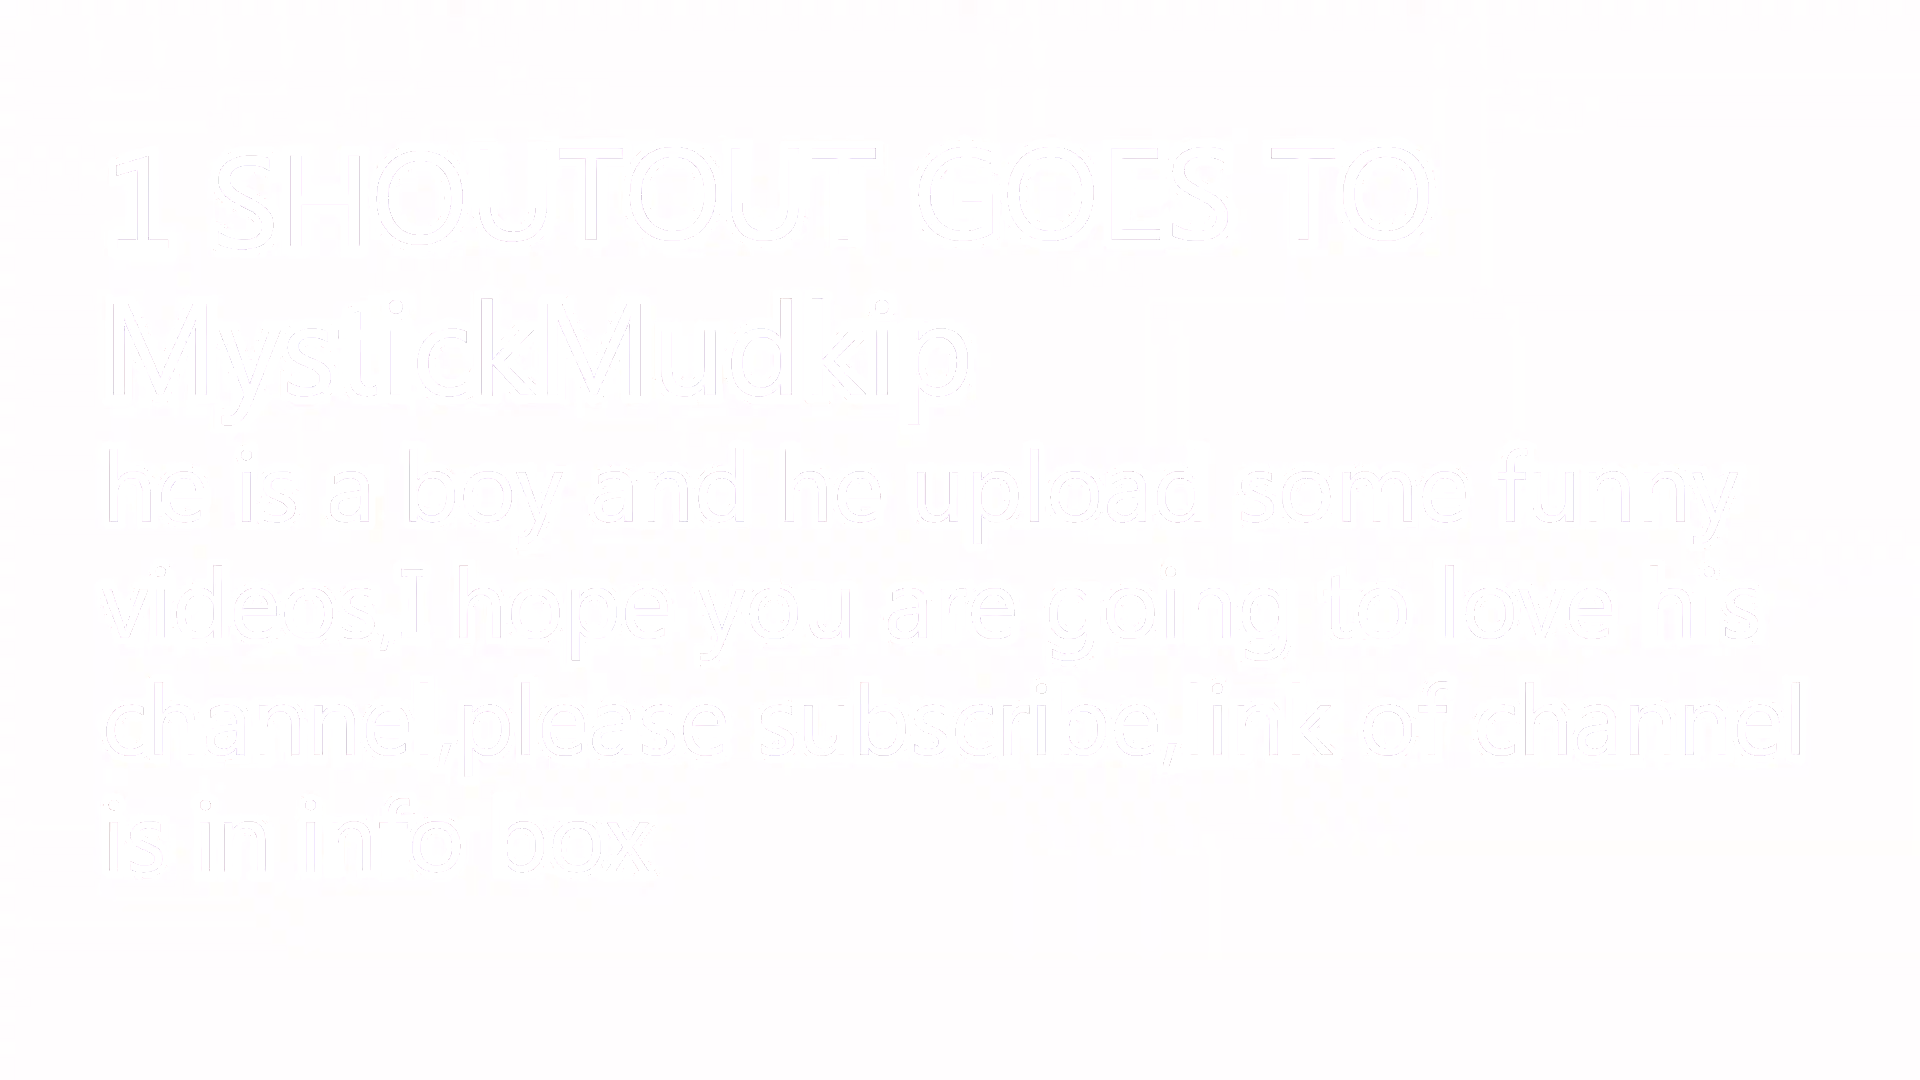 1 SHOUTOUT GOES TO
MystickMudkip
he is a boy and he upload some funny
videos,I hope you are going to love his
channel,please subscribe,link of channel
is in info box